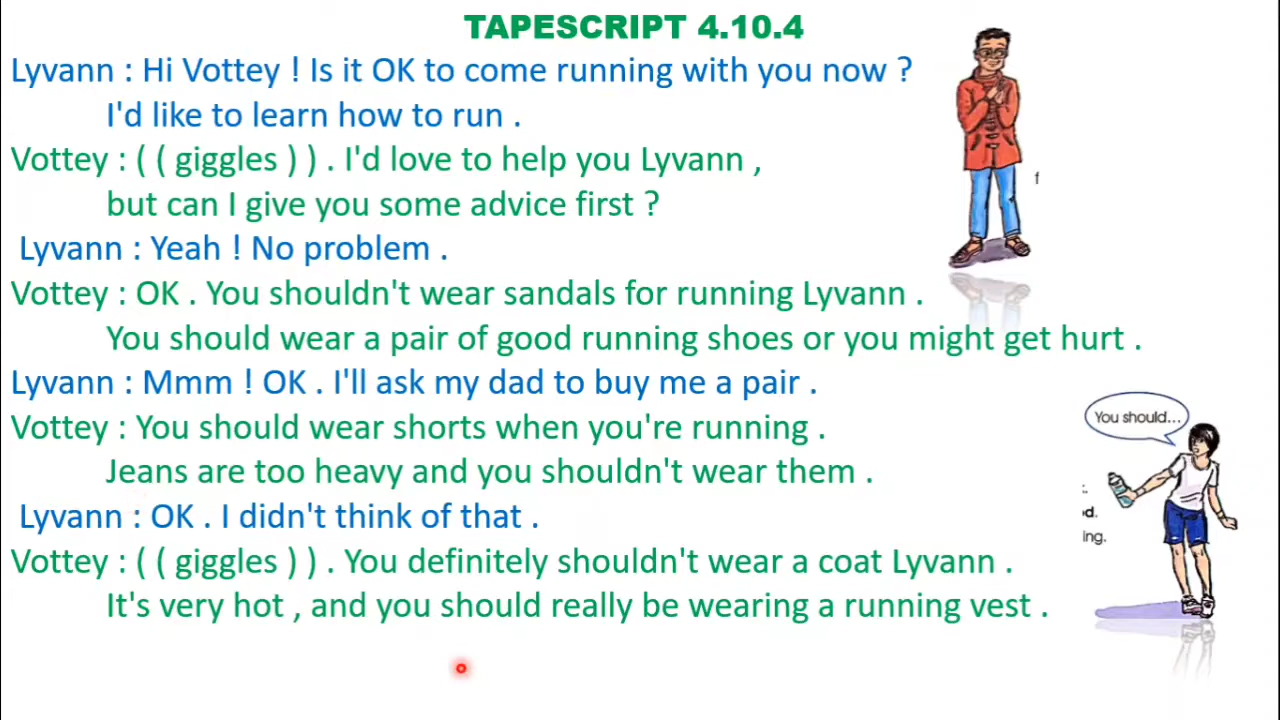 TAPESCRIPT 4.10.4
Lyvann : Hi Vottey ! Is it OK to come running with you now ?
I'd like to learn how to run .
Vottey : ( ( giggles ) ) . I'd love to help you Lyvann ,
but can I give you some advice first ?
Lyvann : Yeah ! No problem .
Vottey : OK . You shouldn't wear sandals for running Lyvann .
You should wear a pair of good running shoes or you might get hurt .
Lyvann : Mmm ! OK . I'll ask my dad to buy me a pair .
Vottey : You should wear shorts when you're running .
Jeans are too heavy and you shouldn't wear them .
Lyvann : OK . I didn't think of that .
Vottey : ( ( giggles ) ) . You definitely shouldn't wear a coat Lyvann .
It's very hot , and you should really be wearing a running vest .
You should...
ing.